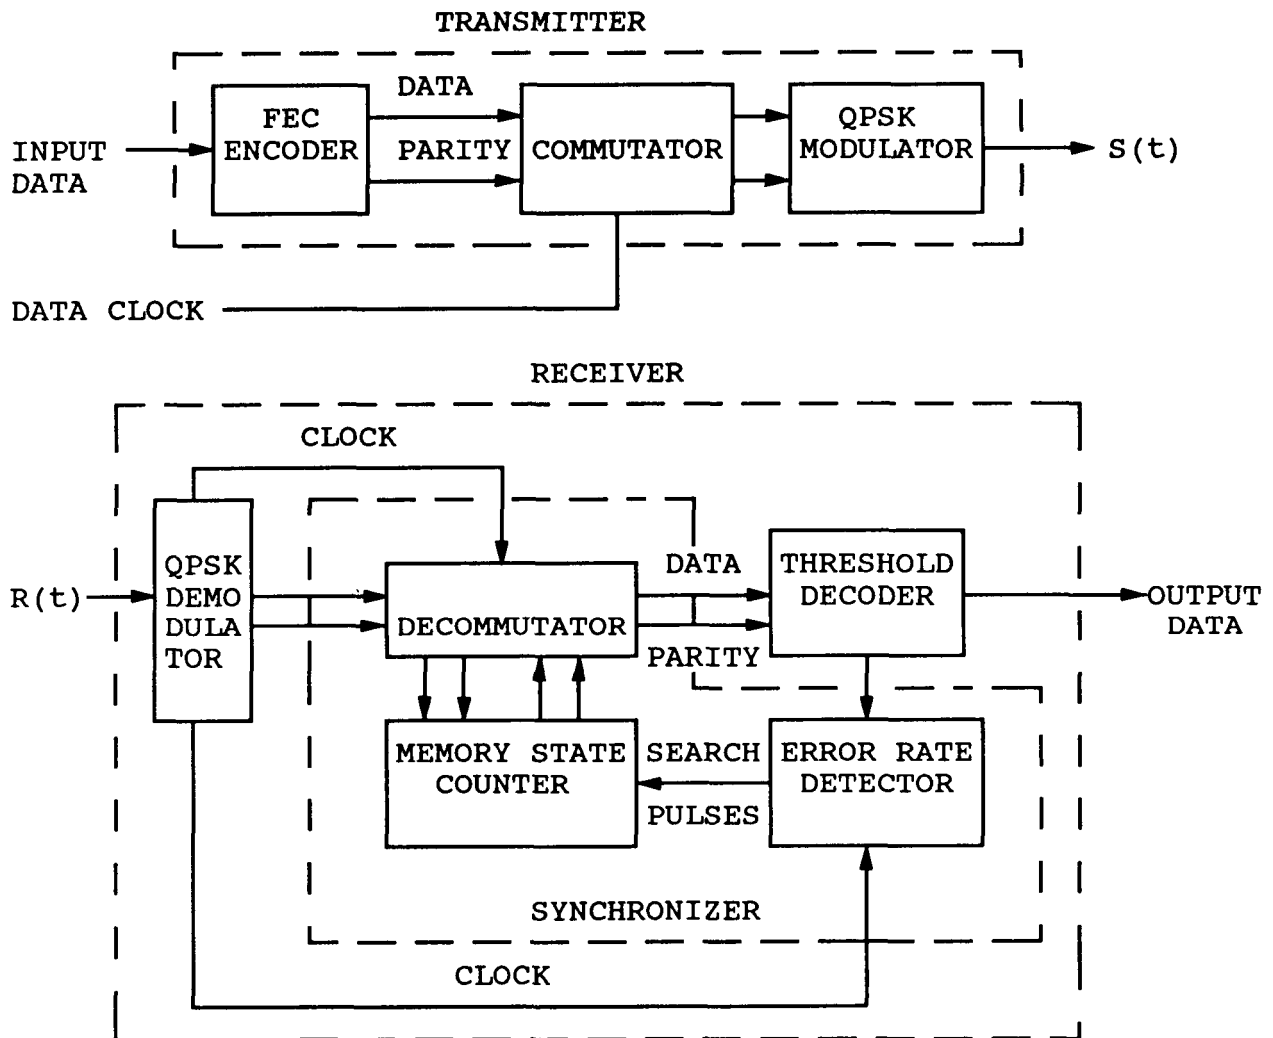 TRANSMITTER
INPUT
DATA
FEC
ENCODER
DATA
PARITY
COMMUTATOR
QPSK
MODULATOR
S(t)
DATA CLOCK
RECEIVER
CLOCK
R(t)
QPSK
DEMO
DULA
TOR
DECOMMUTATOR
DATA
PARITY
THRESHOLD
DECODER
OUTPUT
DATA
MEMORY STATE
COUNTER
SEARCH
PULSES
ERROR RATE
DETECTOR
SYNCHRONIZER
CLOCK